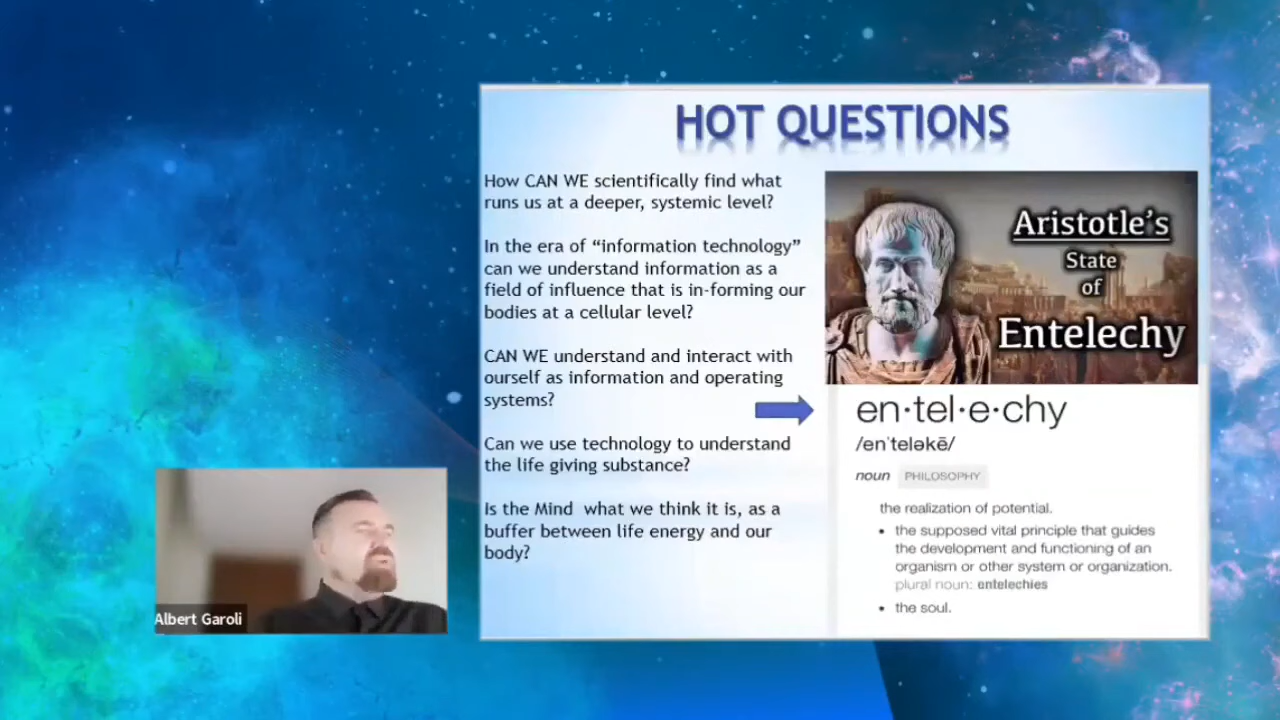 HOT QUESTIONS
How CAN WE scientifically find what
runs us at a deeper, systemic level?
In the era of “information technology”
can we understand information as a
field of influence that is in-forming our
bodies at a cellular level?
CAN WE understand and interact with
ourself as information and operating
systems?
Can we use technology to understand
the life giving substance?
Is the Mind what we think it is, as a
buffer between life energy and our
body?
Aristotle's
State
of
Entelechy
en·tel·e·chy
/enˈteləkē/
noun PHILOSOPHY
the realization of potential.
• the supposed vital principle that guides
the development and functioning of an
organism or other system or organization.
plural noun: entelechies
• the soul.
Albert Garoli